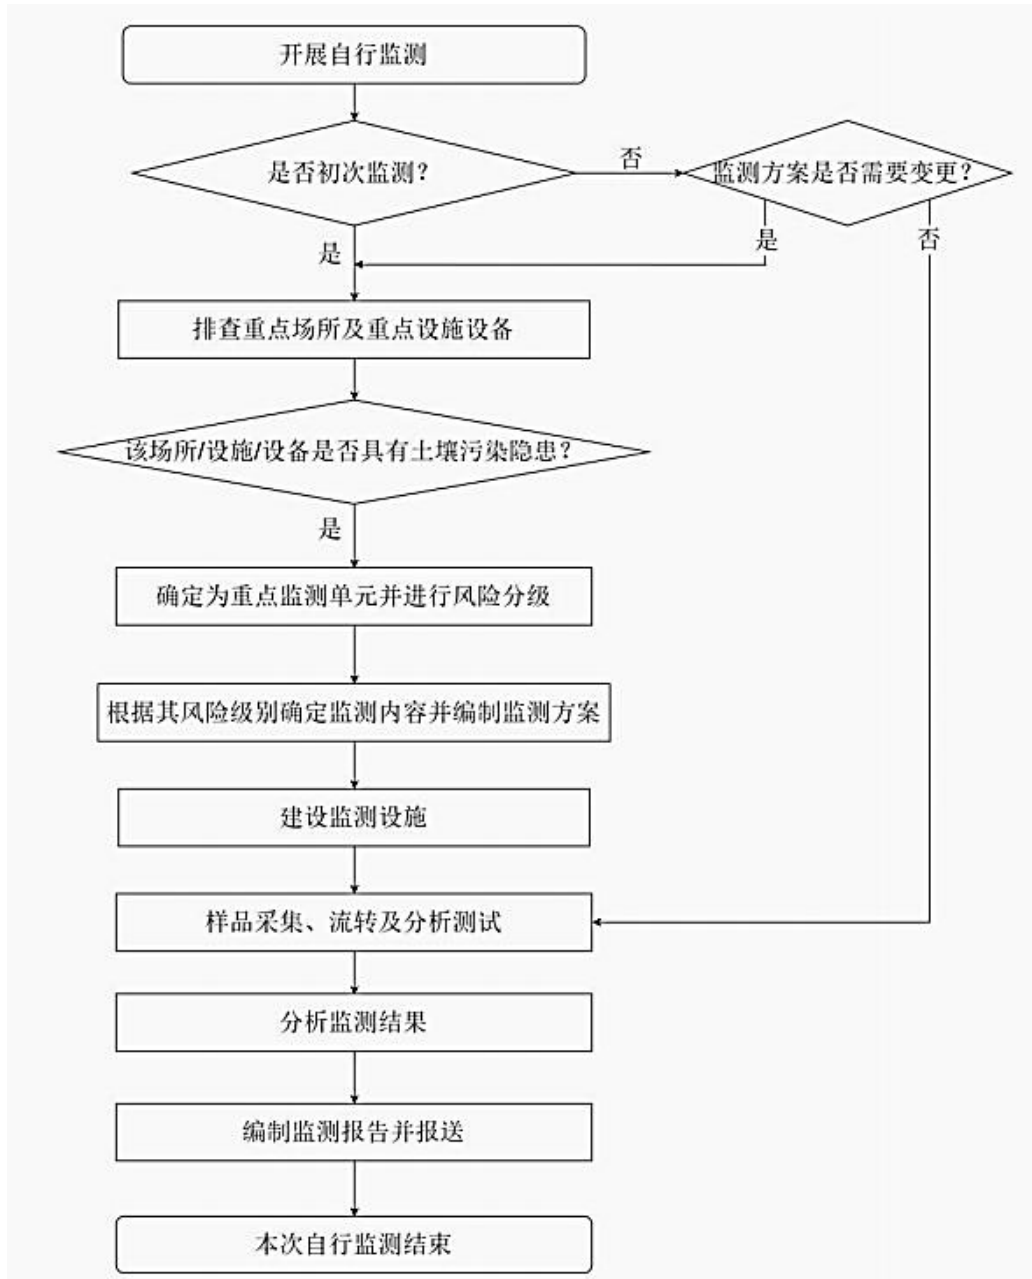 开展自行监测
是否初次监测？
否
监测方案是否需要变更？
是
是
否
排查重点场所及重点设施设备
该场所/设施/设备是否具有土壤污染隐患？
是
确定为重点监测单元并进行风险分级
根据其风险级别确定监测内容并编制监测方案
建设监测设施
样品采集、流转及分析测试
分析监测结果
编制监测报告并报送
本次自行监测结束